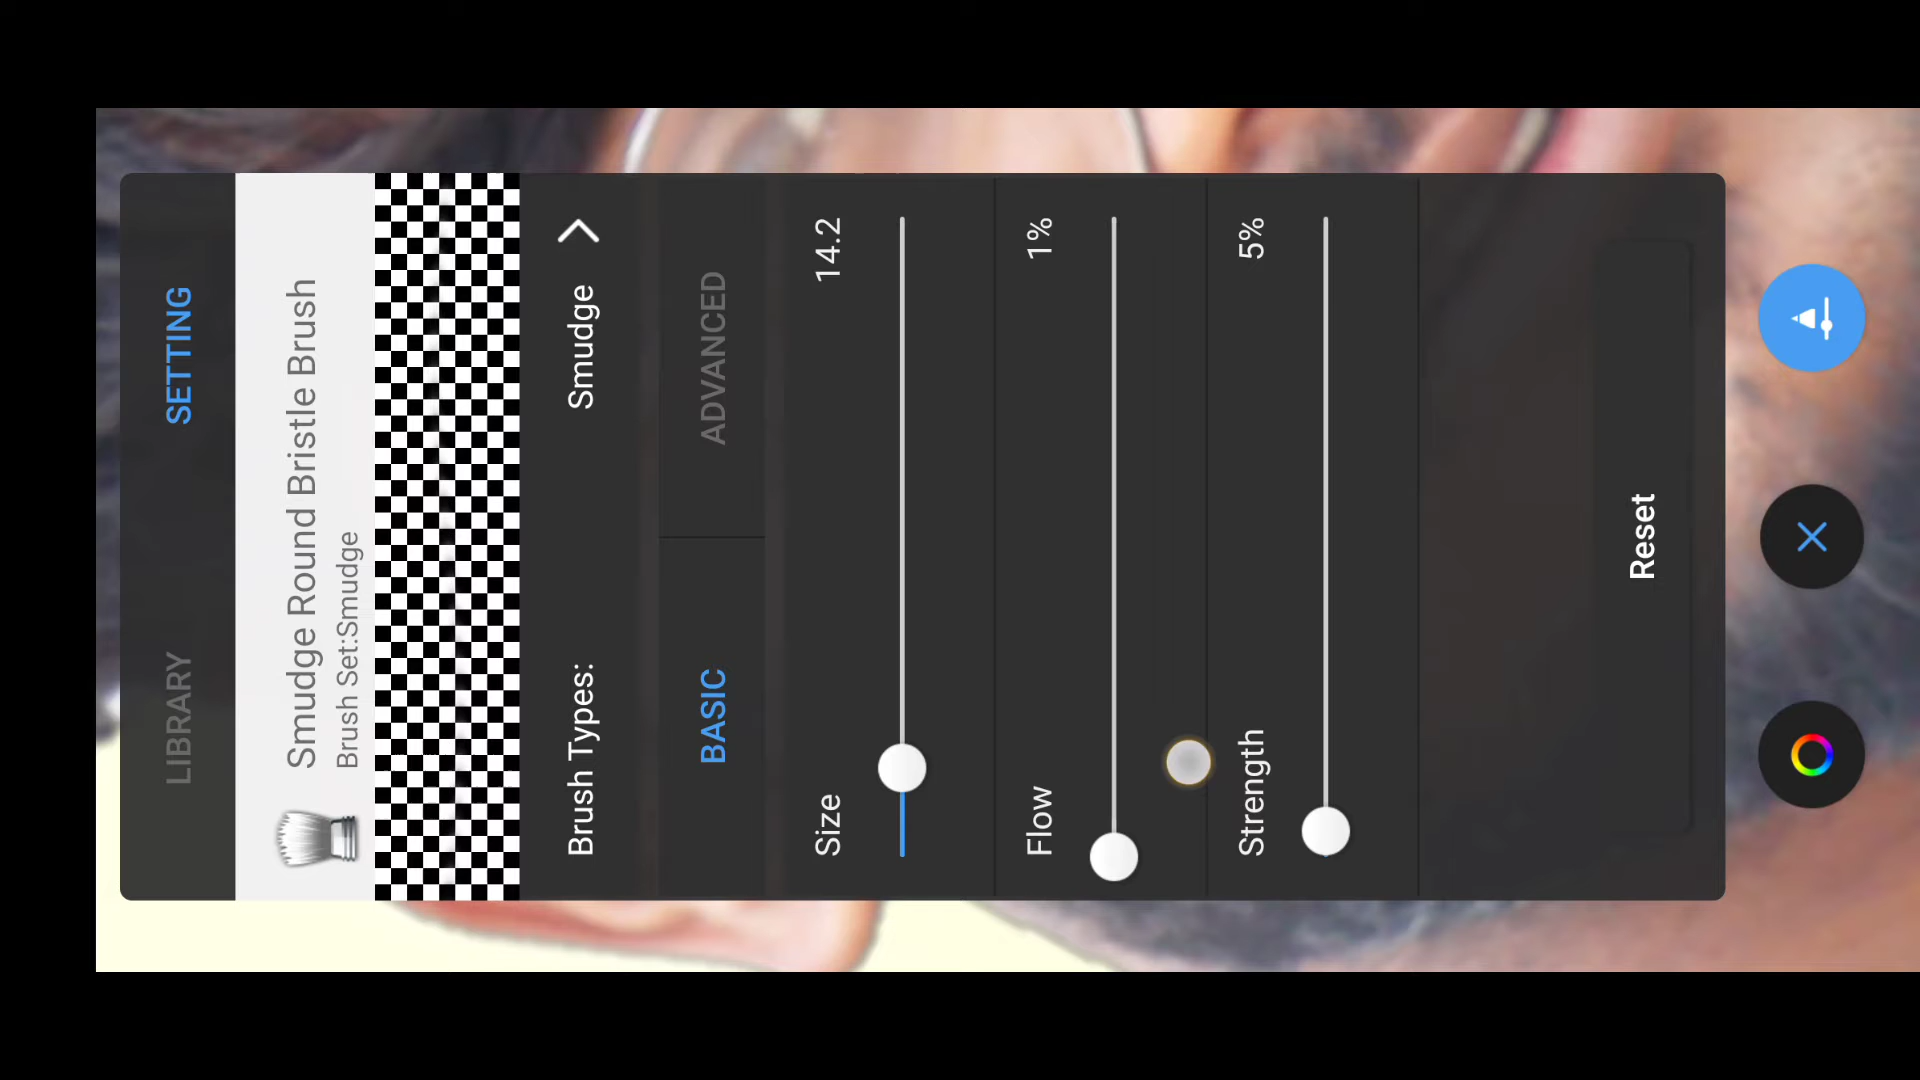 LIBRARY SETTING
Smudge Round Bristle Brush
Brush Set:Smudge
Brush Types: Smudge
BASIC ADVANCED
Size 14.2
Flow 1%
Strength 5%
Reset